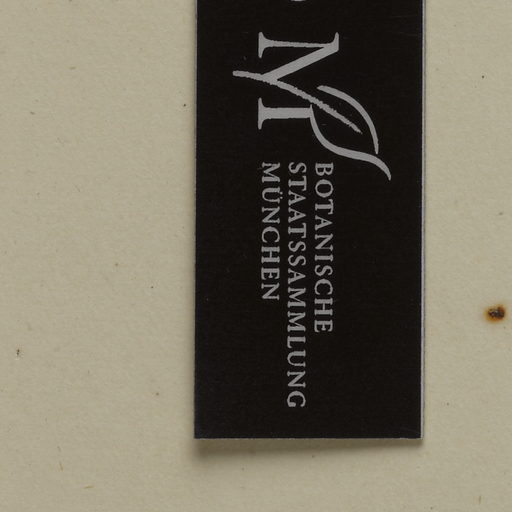 M
BOTANISCHE
STAATSSAMMLUNG
MÜNCHEN